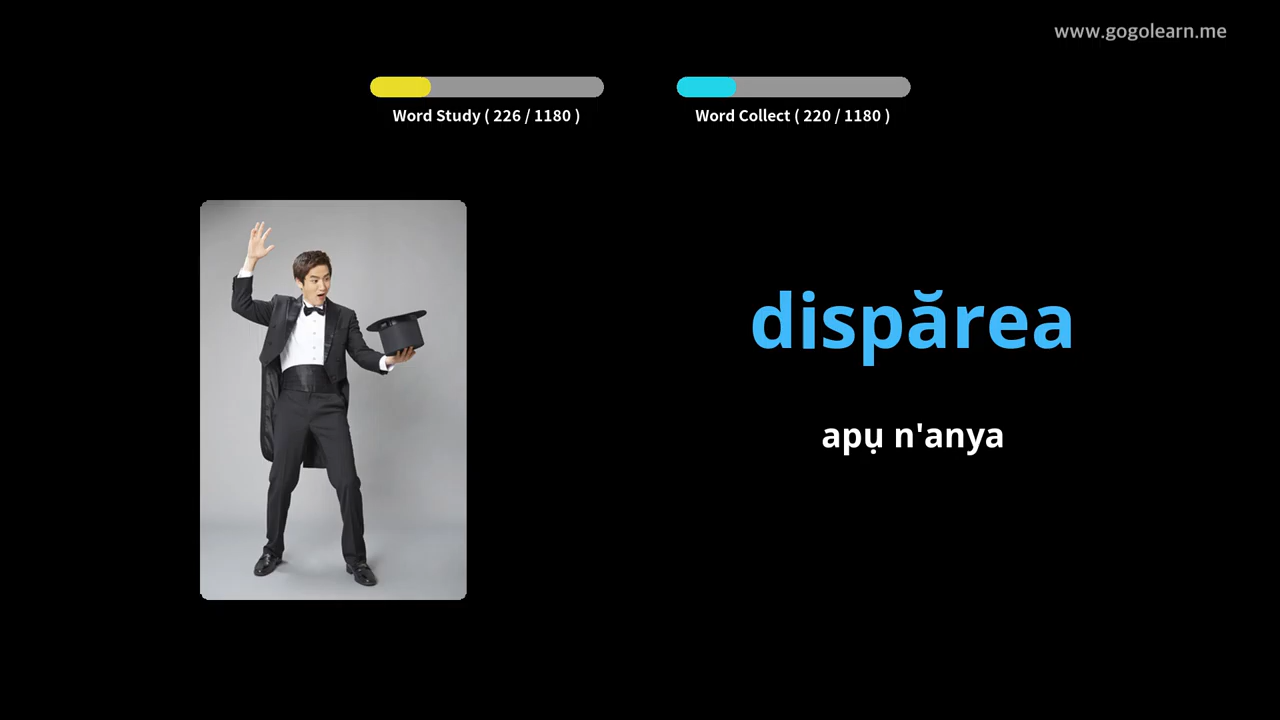 www.gogolearn.me
Word Study ( 226 / 1180 )
Word Collect ( 220 / 1180 )
dispărea
apụ n'anya